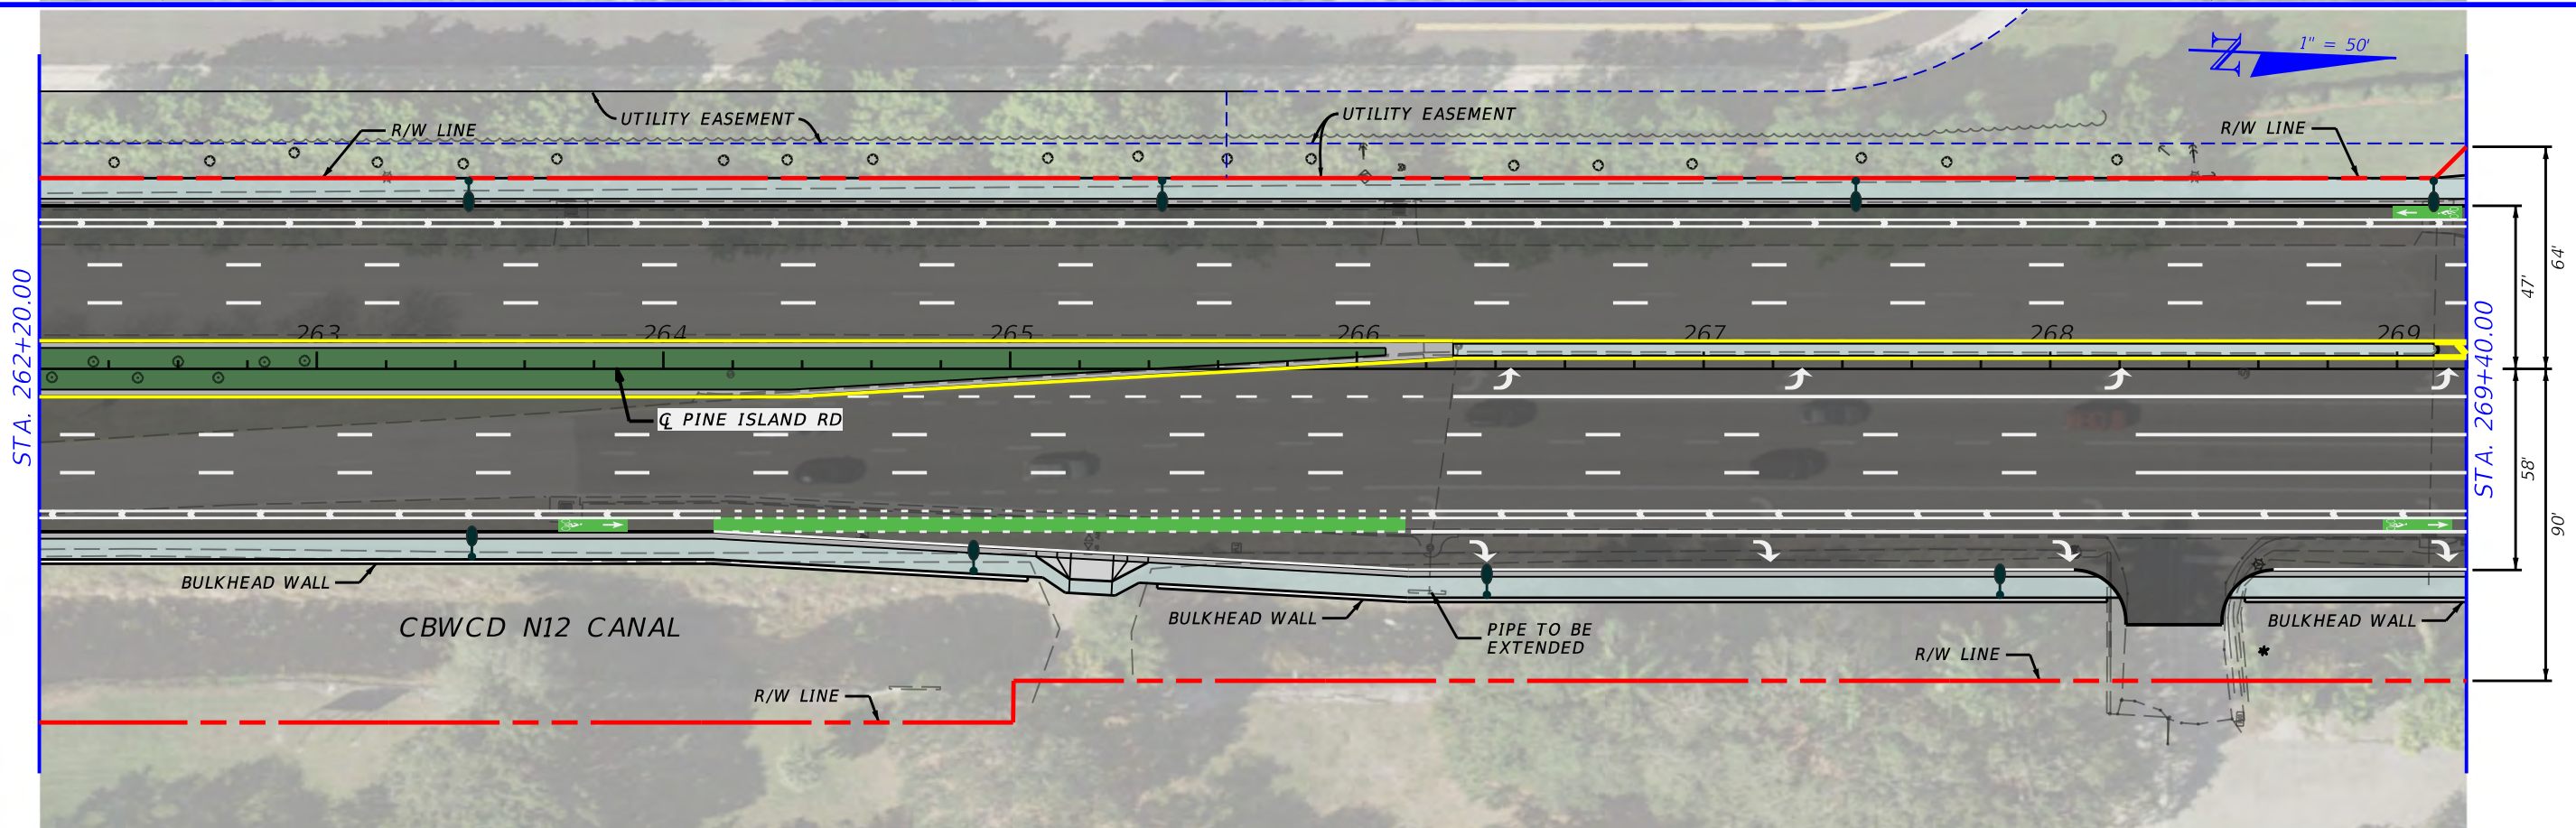 N
1" = 50'
UTILITY EASEMENT
UTILITY EASEMENT
R/W LINE
R/W LINE
STA. 262+20.00
263
264
265
266
267
268
269
STA. 269+40.00
47'
64'
58'
90'
℄ PINE ISLAND RD
BULKHEAD WALL
CBWCD N12 CANAL
BULKHEAD WALL
PIPE TO BE
EXTENDED
BULKHEAD WALL
R/W LINE
R/W LINE